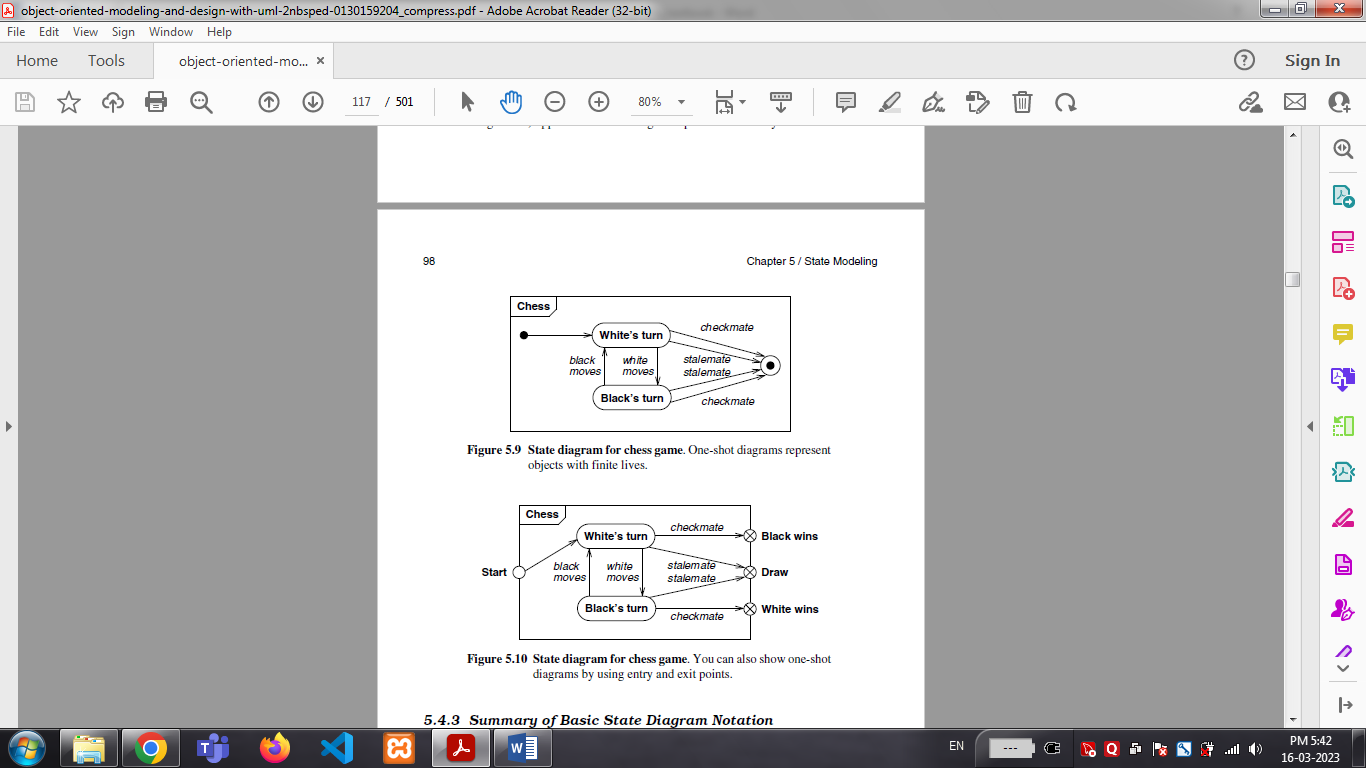 object-oriented-modeling-and-design-with-uml-2nbsped-0130159204_compress.pdf - Adobe Acrobat Reader (32-bit)
File Edit View Sign Window Help
Home Tools object-oriented-mo... × ? Sign In
117 / 501 80%
98 Chapter 5 / State Modeling
Chess
White's turn
checkmate
black moves
white moves
stalemate
stalemate
Black's turn
checkmate
Figure 5.9 State diagram for chess game. One-shot diagrams represent
objects with finite lives.
Chess
White's turn
checkmate
Black wins
Start
black moves
white moves
stalemate
stalemate
Draw
Black's turn
checkmate
White wins
Figure 5.10 State diagram for chess game. You can also show one-shot
diagrams by using entry and exit points.
5.4.3 Summary of Basic State Diagram Notation
EN
PM 5:42
16-03-2023